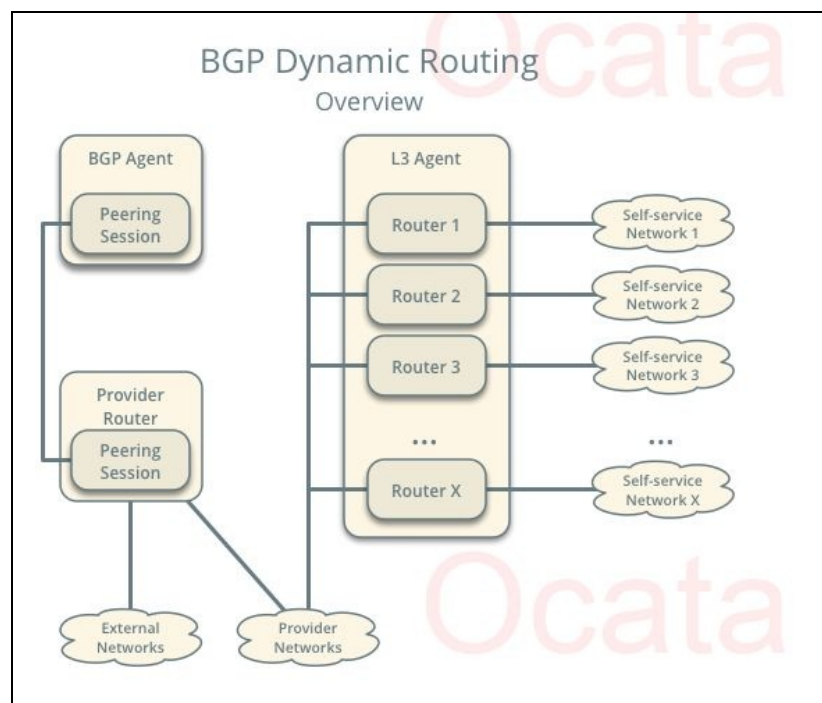 Ocata
BGP Dynamic Routing
Overview
BGP Agent
Peering
Session
L3 Agent
Router 1
Self-service
Network 1
Router 2
Self-service
Network 2
Router 3
Self-service
Network 3
...
...
Provider
Router
Peering
Session
Router X
Self-service
Network X
External
Networks
Provider
Networks
Ocata